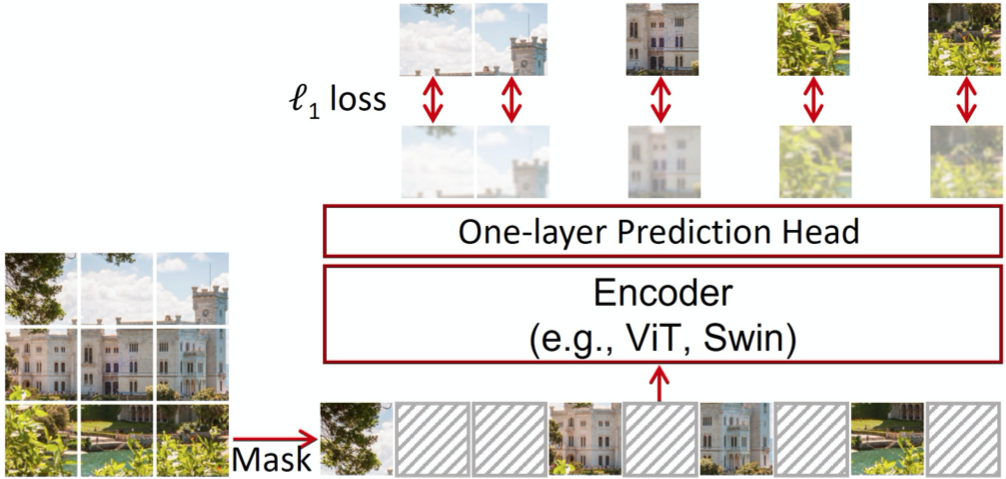 ℓ₁ loss
One-layer Prediction Head
Encoder
(e.g., ViT, Swin)
Mask